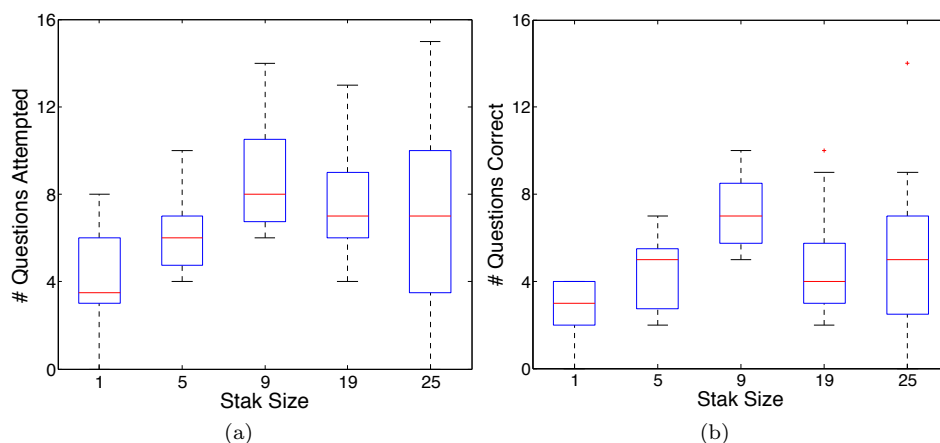 16
12
8
4
0
# Questions Attempted
1 5 9 19 25
Stak Size
(a)
16
12
8
4
0
# Questions Correct
1 5 9 19 25
Stak Size
(b)